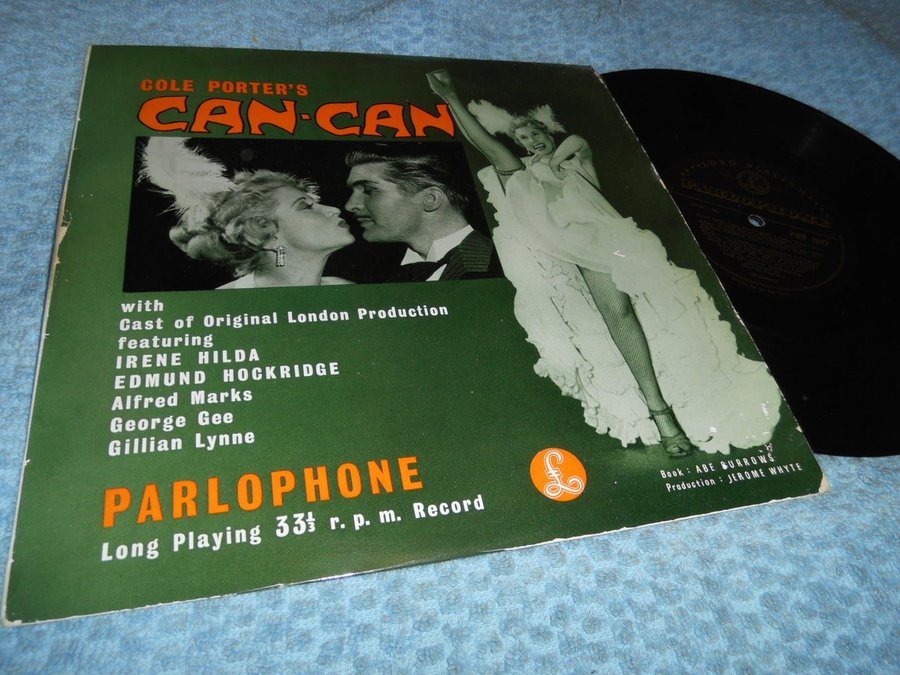 COLE PORTER'S
CAN-CAN
with
Cast of Original London Production
featuring
IRENE HILDA
EDMUND HOCKRIDGE
Alfred Marks
George Gee
Gillian Lynne
PARLOPHONE
Long Playing 33⅓ r. p. m. Record
£
Book : ABE BURROWS
Production : JEROME WHYTE
PARLOPHONE